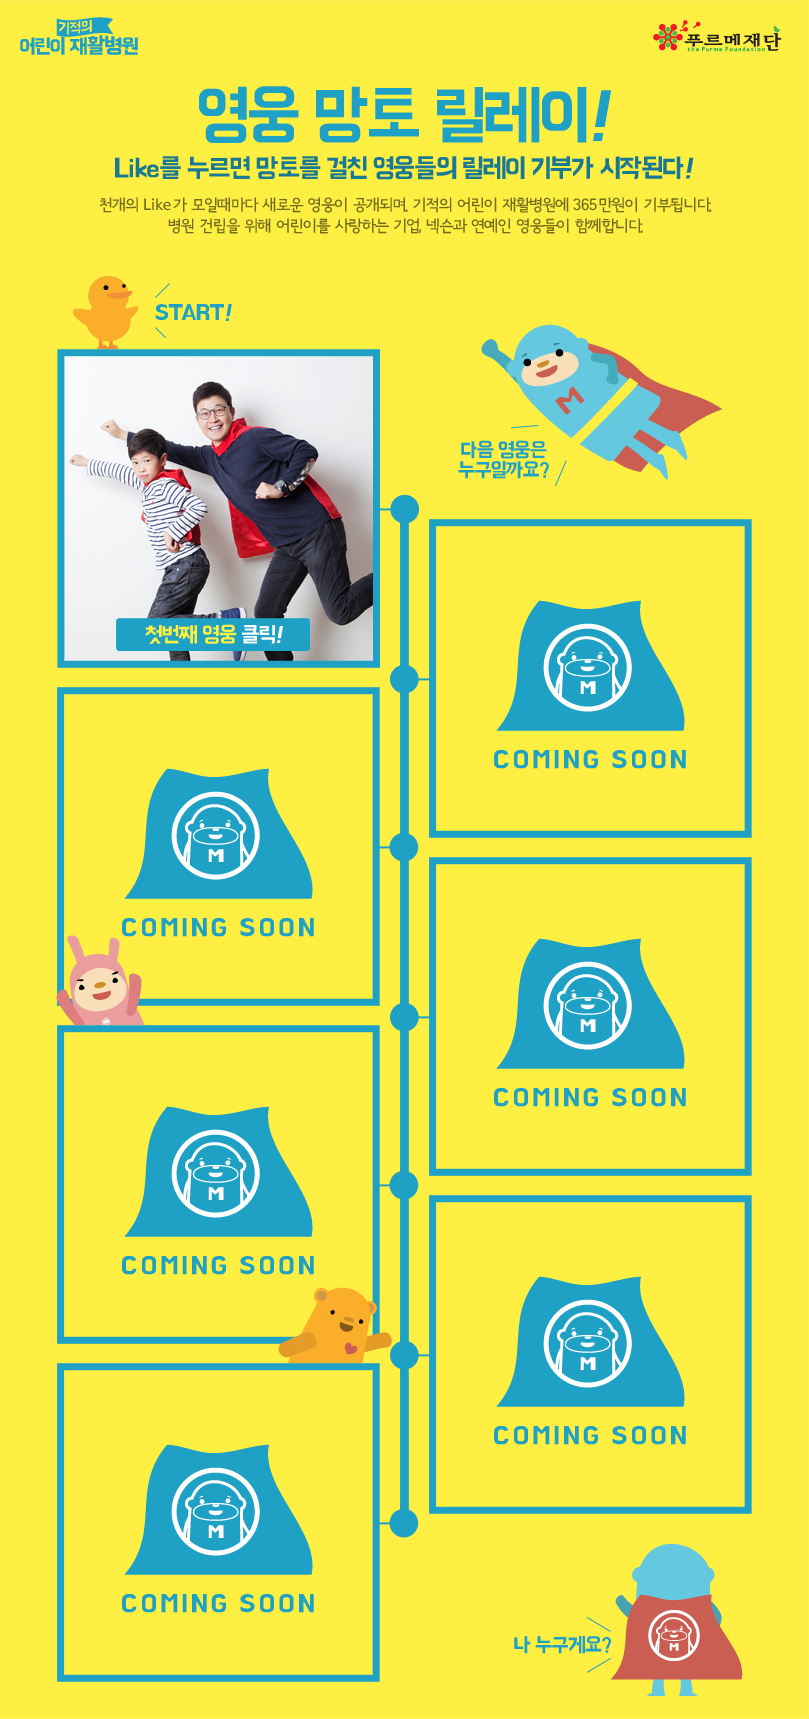 기적의
어린이 재활병원
푸르메재단
the Purme Foundation
영웅 망토 릴레이!
Like를 누르면 망토를 걸친 영웅들의 릴레이 기부가 시작된다!
천개의 Like가 모일때마다 새로운 영웅이 공개되며, 기적의 어린이 재활병원에 365만원이 기부됩니다.
병원 건립을 위해 어린이를 사랑하는 기업, 넥슨과 연예인 영웅들이 함께합니다.
START!
M
다음 영웅은
누구일까요?
첫번째 영웅 클릭!
M
COMING SOON
M
COMING SOON
M
COMING SOON
M
COMING SOON
M
COMING SOON
M
COMING SOON
나 누구게요?
M